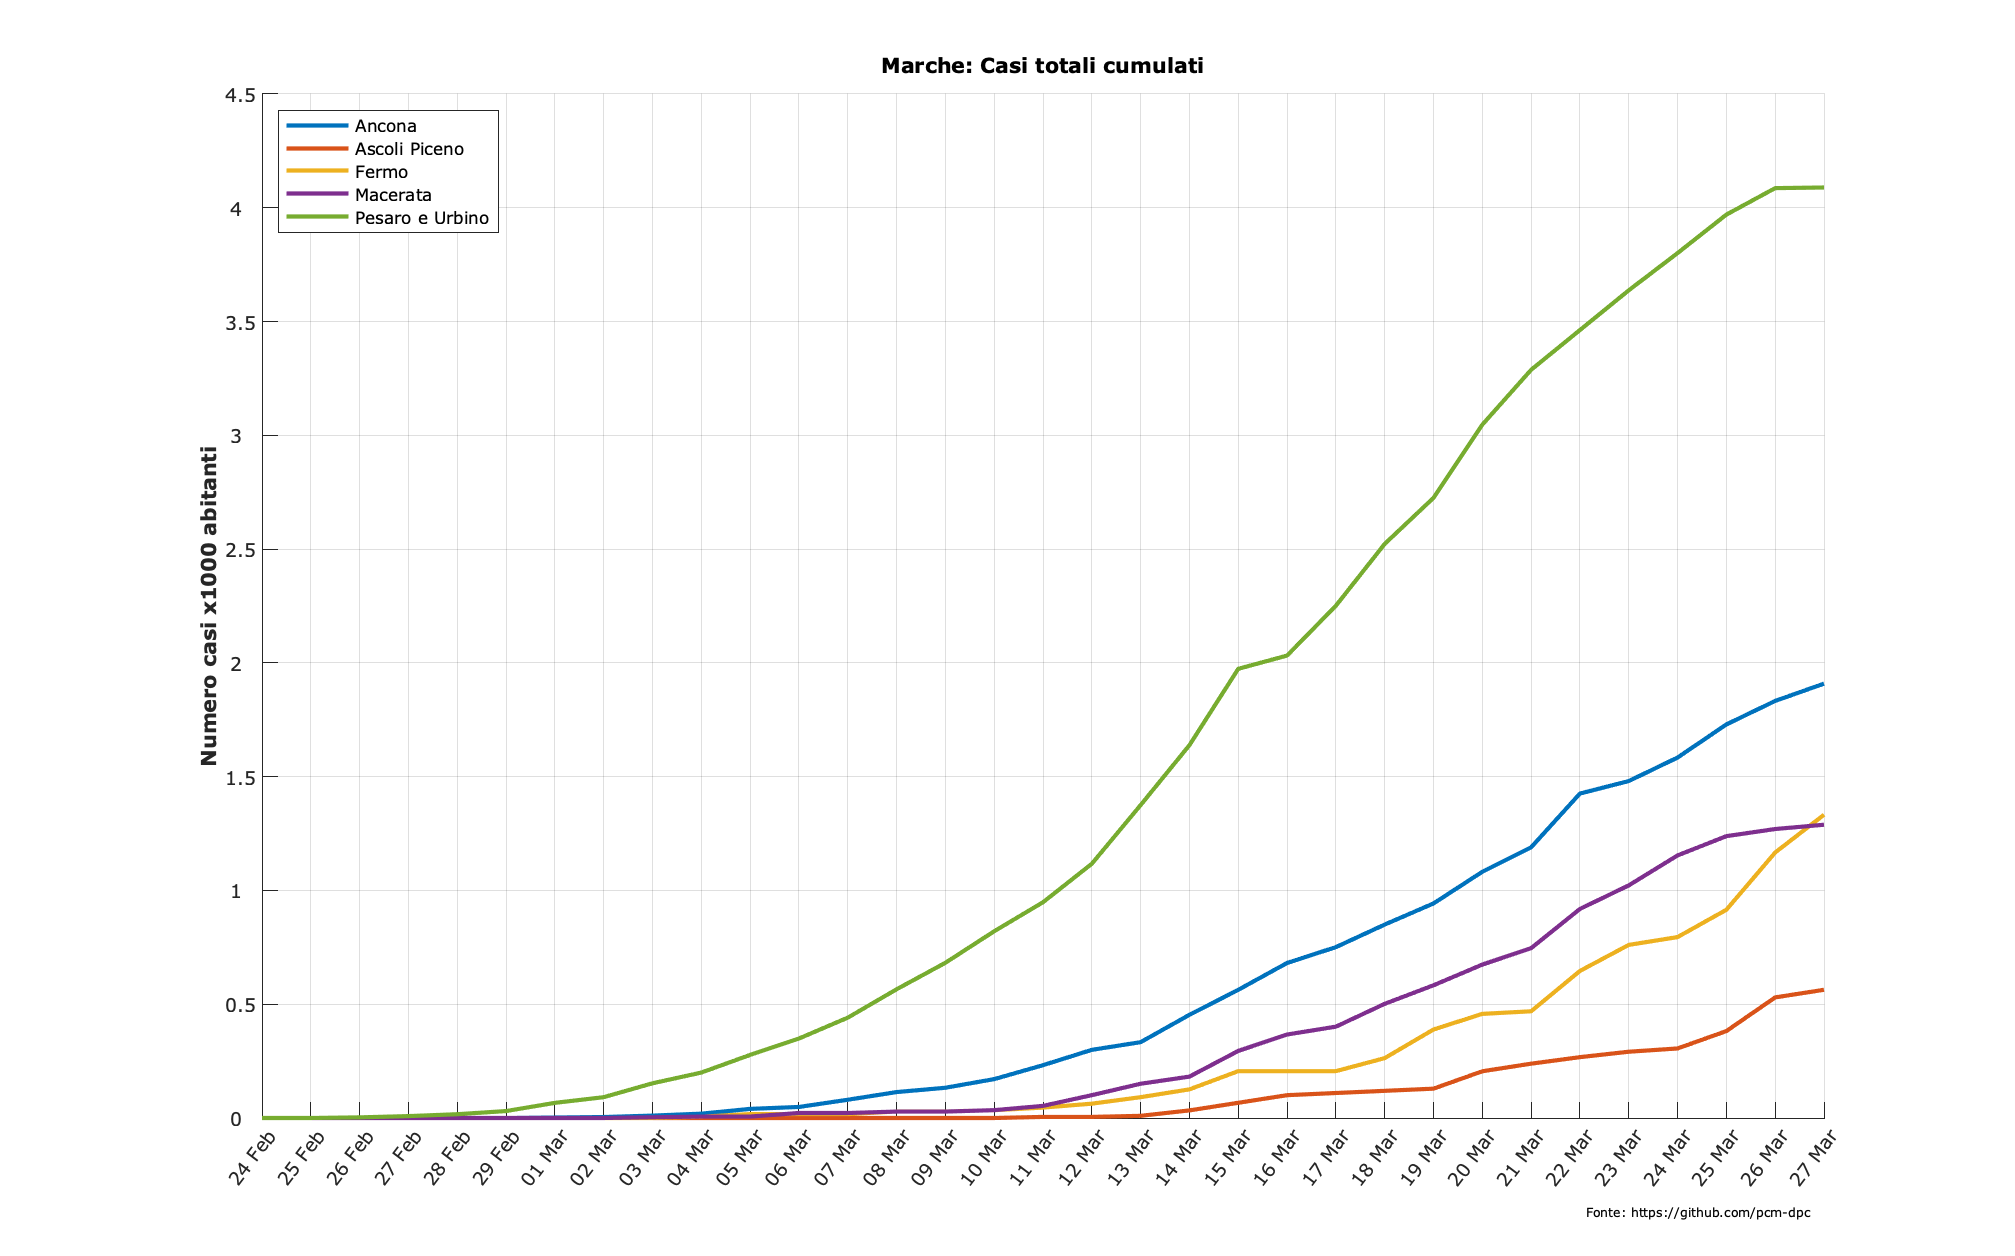 Marche: Casi totali cumulati
4.5
4
3.5
3
2.5
2
1.5
1
0.5
0
Numero casi x1000 abitanti
Ancona
Ascoli Piceno
Fermo
Macerata
Pesaro e Urbino
24 Feb
25 Feb
26 Feb
27 Feb
28 Feb
29 Feb
01 Mar
02 Mar
03 Mar
04 Mar
05 Mar
06 Mar
07 Mar
08 Mar
09 Mar
10 Mar
11 Mar
12 Mar
13 Mar
14 Mar
15 Mar
16 Mar
17 Mar
18 Mar
19 Mar
20 Mar
21 Mar
22 Mar
23 Mar
24 Mar
25 Mar
26 Mar
27 Mar
Fonte: https://github.com/pcm-dpc